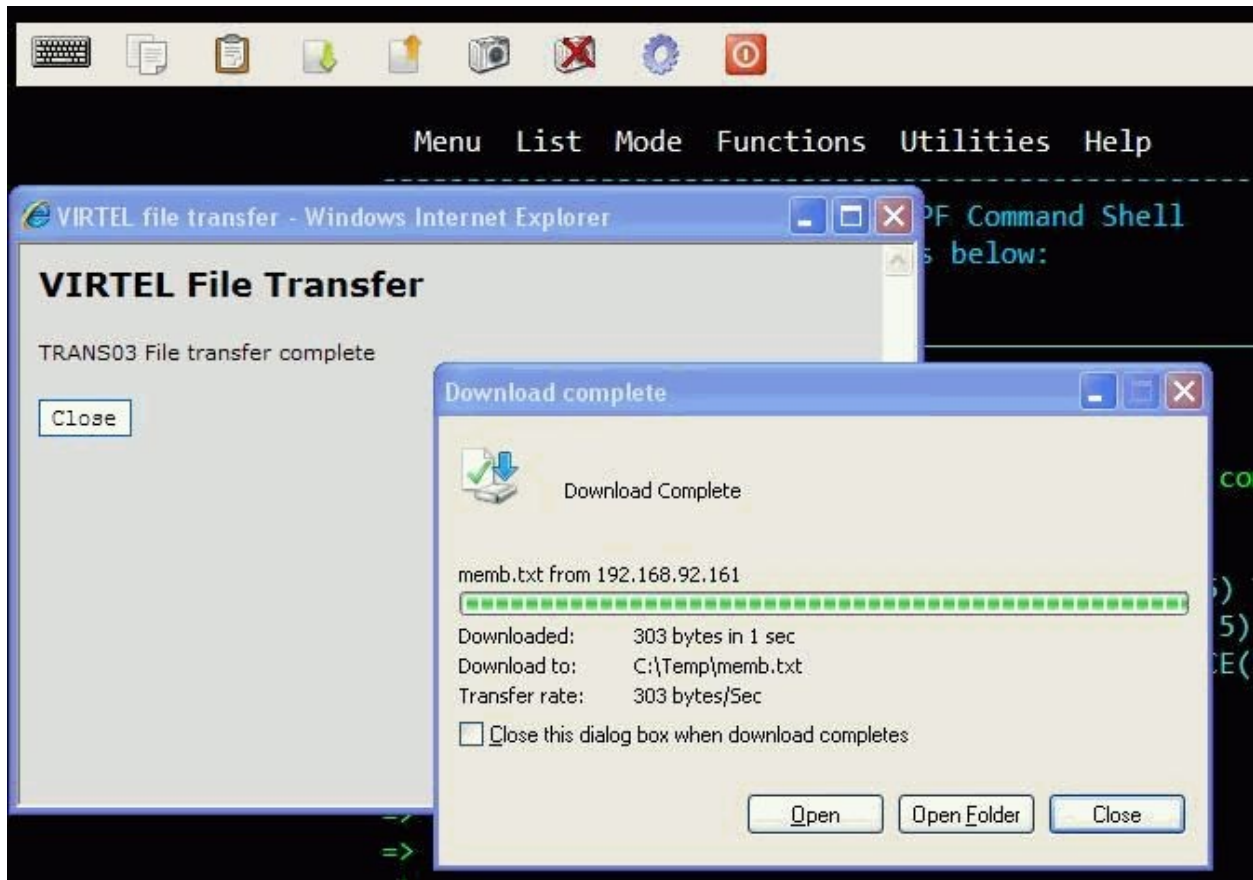 Menu List Mode Functions Utilities Help
VIRTEL file transfer - Windows Internet Explorer
PF Command Shell
s below:
VIRTEL File Transfer
TRANS03 File transfer complete
Close
Download complete
Download Complete
memb.txt from 192.168.92.161
Downloaded: 303 bytes in 1 sec
Download to: C:\Temp\memb.txt
Transfer rate: 303 bytes/Sec
Close this dialog box when download completes
Open Open Folder Close
co
)
5)
CE(
=>
=>